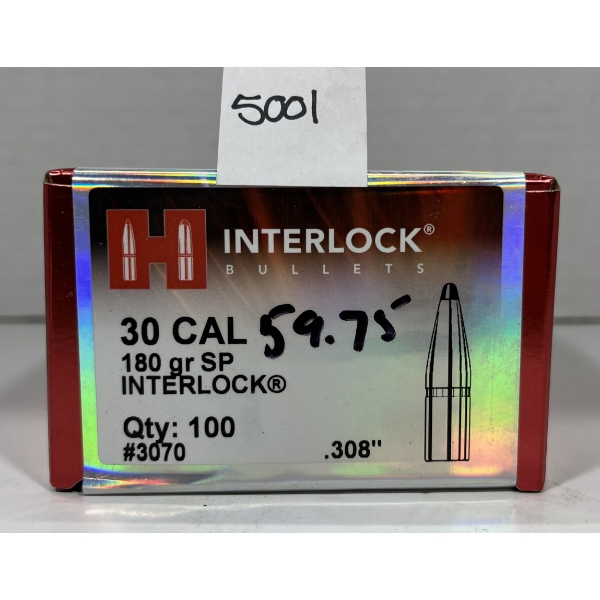 5001
H
INTERLOCK®
BULLETS
30 CAL 59.75
180 gr SP
INTERLOCK®
Qty: 100
#3070 .308"